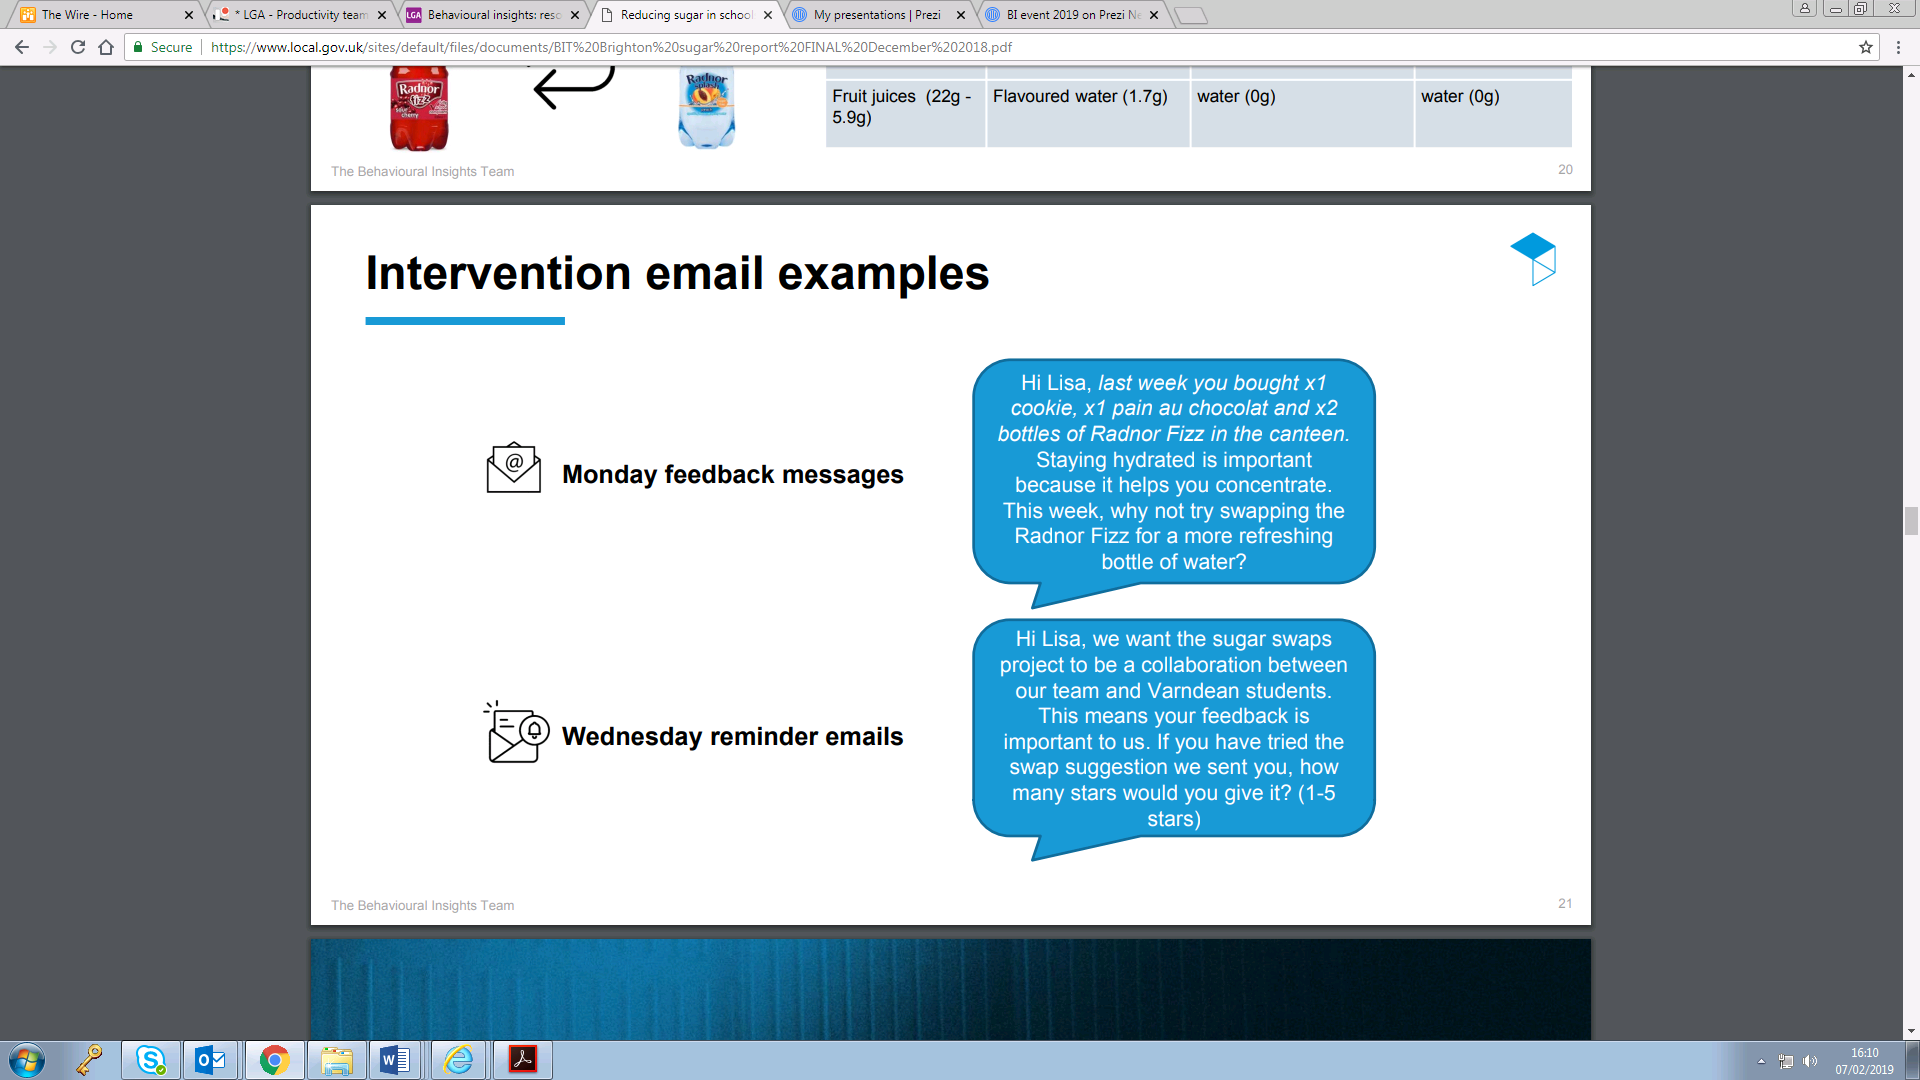 The Wire - Home
* LGA - Productivity team
LGA
Behavioural insights: reso
Reducing sugar in school
My presentations | Prezi
BI event 2019 on Prezi Ne
Secure
https://www.local.gov.uk/sites/default/files/documents/BIT%20Brighton%20sugar%20report%20FINAL%20December%202018.pdf
Radnor
fizz
cherry
Radnor
splash
Fruit juices (22g -
5.9g)
Flavoured water (1.7g)
water (0g)
water (0g)
The Behavioural Insights Team
20
Intervention email examples
Monday feedback messages
Hi Lisa, last week you bought x1
cookie, x1 pain au chocolat and x2
bottles of Radnor Fizz in the canteen.
Staying hydrated is important
because it helps you concentrate.
This week, why not try swapping the
Radnor Fizz for a more refreshing
bottle of water?
Wednesday reminder emails
Hi Lisa, we want the sugar swaps
project to be a collaboration between
our team and Varndean students.
This means your feedback is
important to us. If you have tried the
swap suggestion we sent you, how
many stars would you give it? (1-5
stars)
The Behavioural Insights Team
21
16:10
07/02/2019